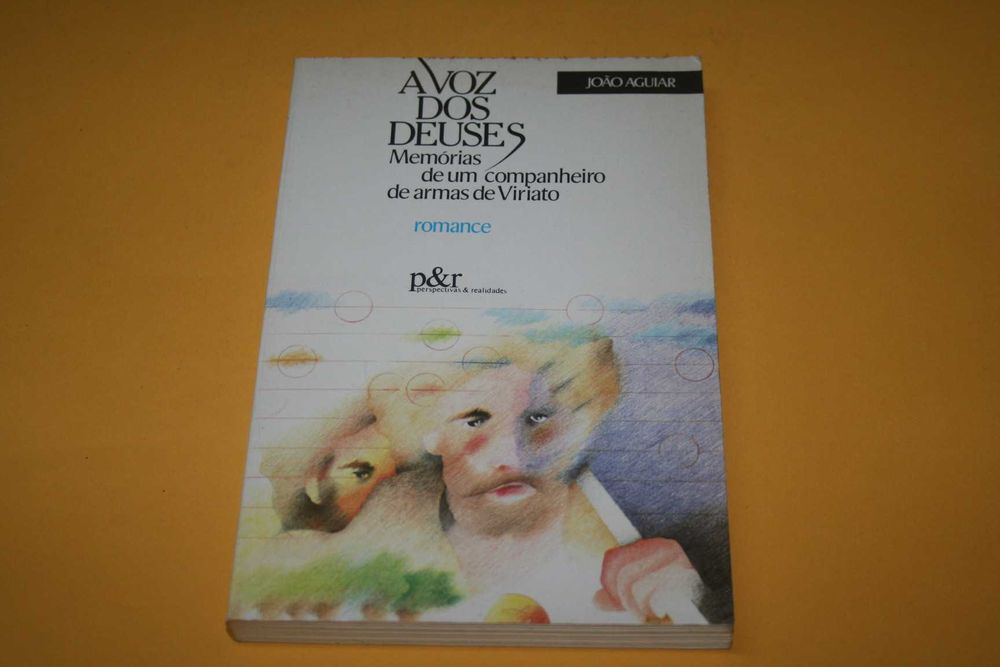 A VOZ
DOS
DEUSES
JOÃO AGUIAR
Memórias
de um companheiro
de armas de Viriato
romance
p&r
perspectivas & realidades